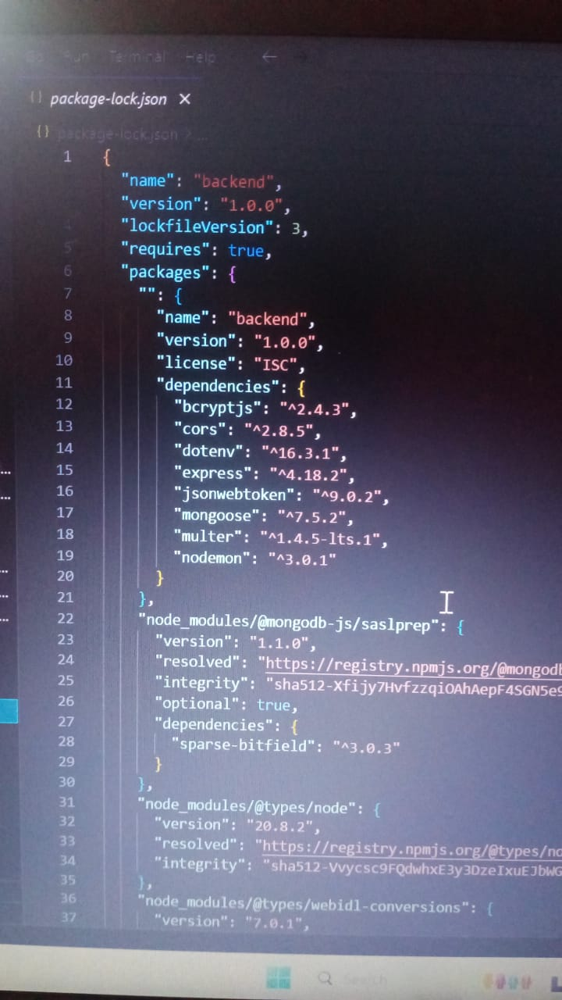 Go Run Terminal Help
{} package-lock.json ×
{} package-lock.json > ...
1 {
"name": "backend",
"version": "1.0.0",
4 "lockfileVersion": 3,
5 "requires": true,
6 "packages": {
7 "": {
8 "name": "backend",
9 "version": "1.0.0",
10 "license": "ISC",
11 "dependencies": {
12 "bcryptjs": "^2.4.3",
13 "cors": "^2.8.5",
14 "dotenv": "^16.3.1",
15 "express": "^4.18.2",
16 "jsonwebtoken": "^9.0.2",
17 "mongoose": "^7.5.2",
18 "multer": "^1.4.5-lts.1",
19 "nodemon": "^3.0.1"
20 }
21 },
22 "node_modules/@mongodb-js/saslprep": {
23 "version": "1.1.0",
24 "resolved": "https://registry.npmjs.org/@mongodb
25 "integrity": "sha512-Xfijy7HvfzzqiOAhAepF4SGN5e9
26 "optional": true,
27 "dependencies": {
28 "sparse-bitfield": "^3.0.3"
29 }
30 },
31 "node_modules/@types/node": {
32 "version": "20.8.2",
33 "resolved": "https://registry.npmjs.org/@types/no
34 "integrity": "sha512-Vvycsc9FQdwhxE3y3DzeIxuEJbWG
35 },
36 "node_modules/@types/webidl-conversions": {
37 "version": "7.0.1",
Search